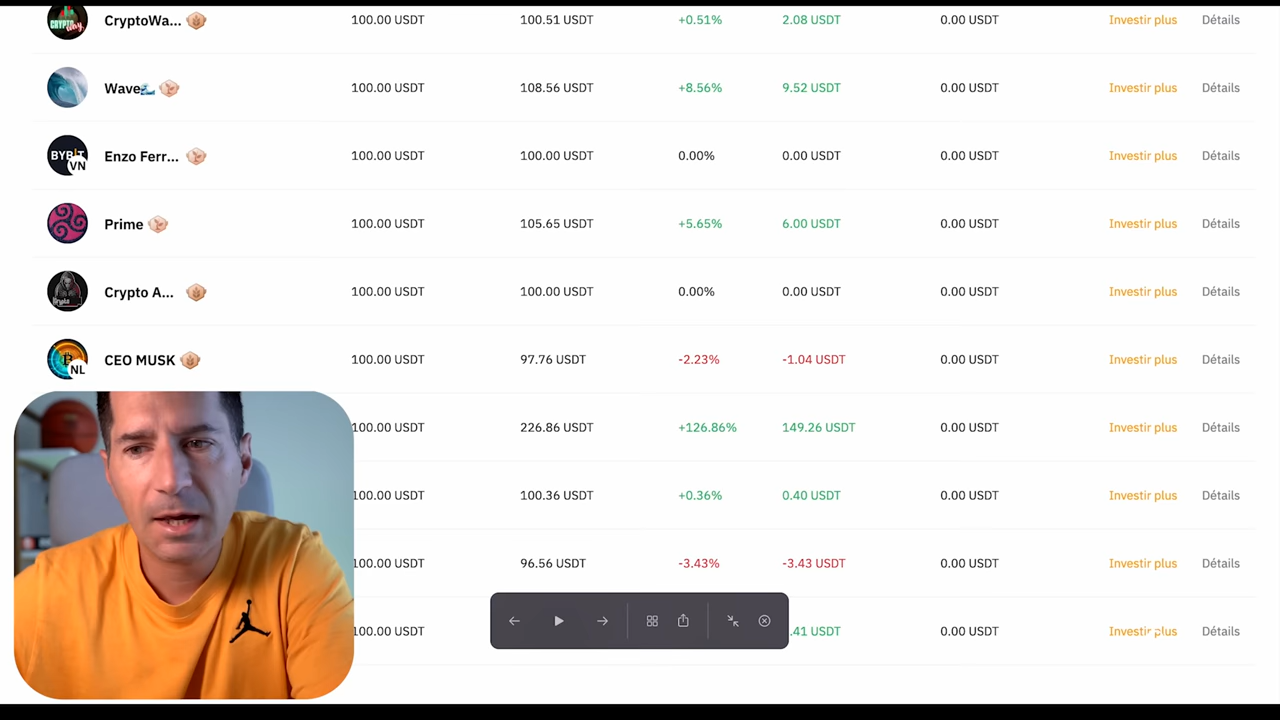 CRYPTO way CryptoWa... 100.00 USDT 100.51 USDT +0.51% 2.08 USDT 0.00 USDT Investir plus Détails
Wave 100.00 USDT 108.56 USDT +8.56% 9.52 USDT 0.00 USDT Investir plus Détails
BYBIT VN Enzo Ferr... 100.00 USDT 100.00 USDT 0.00% 0.00 USDT 0.00 USDT Investir plus Détails
Prime 100.00 USDT 105.65 USDT +5.65% 6.00 USDT 0.00 USDT Investir plus Détails
Crypto A... 100.00 USDT 100.00 USDT 0.00% 0.00 USDT 0.00 USDT Investir plus Détails
NL CEO MUSK 100.00 USDT 97.76 USDT -2.23% -1.04 USDT 0.00 USDT Investir plus Détails
100.00 USDT 226.86 USDT +126.86% 149.26 USDT 0.00 USDT Investir plus Détails
100.00 USDT 100.36 USDT +0.36% 0.40 USDT 0.00 USDT Investir plus Détails
100.00 USDT 96.56 USDT -3.43% -3.43 USDT 0.00 USDT Investir plus Détails
100.00 USDT .41 USDT 0.00 USDT Investir plus Détails